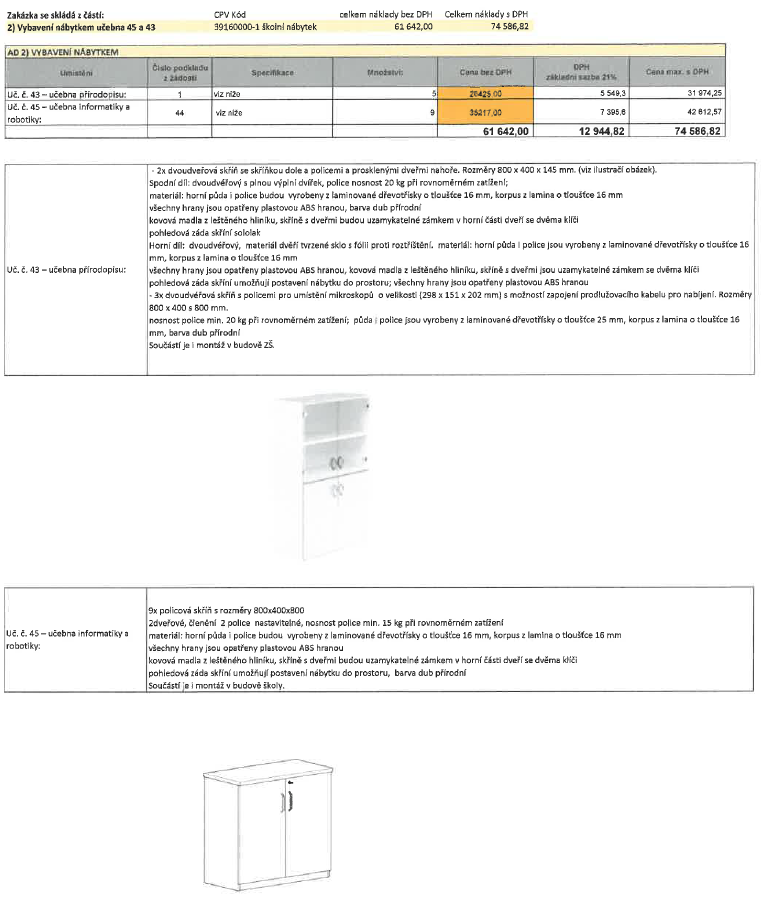 Zakázka se skládá z částí: CPV Kód celkem náklady bez DPH Celkem náklady s DPH
2) Vybavení nábytkem učebna 45 a 43 39160000-1 školní nábytek 61 642,00 74 586,82
AD 2) VYBAVENÍ NÁBYTKEM
Umístění Číslo podkladu z žádosti Specifikace Množství: Cena bez DPH DPH základní sazba 21% Cena max. s DPH
Uč. č. 43 – učebna přírodopisu: 1 viz níže 5 26425,00 5 549,3 31 974,25
Uč. č. 45 – učebna informatiky a robotiky: 44 viz níže 9 35217,00 7 395,6 42 612,57
61 642,00 12 944,82 74 586,82
Uč. č. 43 – učebna přírodopisu:
- 2x dvoudveřová skříň se skříňkou dole a policemi a prosklenými dveřmi nahoře. Rozměry 800 x 400 x 145 mm. (viz ilustračí obázek).
Spodní díl: dvoudvéřový s plnou výplní dvířek, police nosnost 20 kg při rovnoměrném zatížení;
materiál: horní půda i police budou vyrobeny z laminované dřevotřísky o tloušťce 16 mm, korpus z lamina o tloušťce 16 mm
všechny hrany jsou opatřeny plastovou ABS hranou, barva dub přírodní
kovová madla z leštěného hliníku, skříně s dveřmi budou uzamykatelné zámkem v horní části dveří se dvěma klíči
pohledová záda skříní sololak
Horní díl: dvoudvéřový, materiál dvéří tvrzené sklo s fólií proti roztříštění. materiál: horní půda i police jsou vyrobeny z laminované dřevotřísky o tloušťce 16
mm, korpus z lamina o tloušťce 16 mm
všechny hrany jsou opatřeny plastovou ABS hranou, kovová madla z leštěného hliníku, skříně s dveřmi jsou uzamykatelné zámkem se dvěma klíči
pohledová záda skříní umožňují postavení nábytku do prostoru; všechny hrany jsou opatřeny plastovou ABS hranou
- 3x dvoudvéřová skříň s policemi pro umístění mikroskopů o velikosti (298 x 151 x 202 mm) s možností zapojení prodlužovacího kabelu pro nabíjení. Rozměry
800 x 400 s 800 mm.
nosnost police min. 20 kg při rovnoměrném zatížení; půda i police jsou vyrobeny z laminované dřevotřísky o tloušťce 25 mm, korpus z lamina o tloušťce 16
mm, barva dub přírodní
Součástí je i montáž v budově ZŠ.
Uč. č. 45 – učebna informatiky a
robotiky:
9x policová skříň s rozměry 800x400x800
2dveřové, členění 2 police nastavitelné, nosnost police min. 15 kg při rovnoměrném zatížení
materiál: horní půda i police budou vyrobeny z laminované dřevotřísky o tloušťce 16 mm, korpus z lamina o tloušťce 16 mm
všechny hrany jsou opatřeny plastovou ABS hranou
kovová madla z leštěného hliníku, skříně s dveřmi budou uzamykatelné zámkem v horní části dveří se dvěma klíči
pohledová záda skříní umožňují postavení nábytku do prostoru, barva dub přírodní
Součástí je i montáž v budově školy.